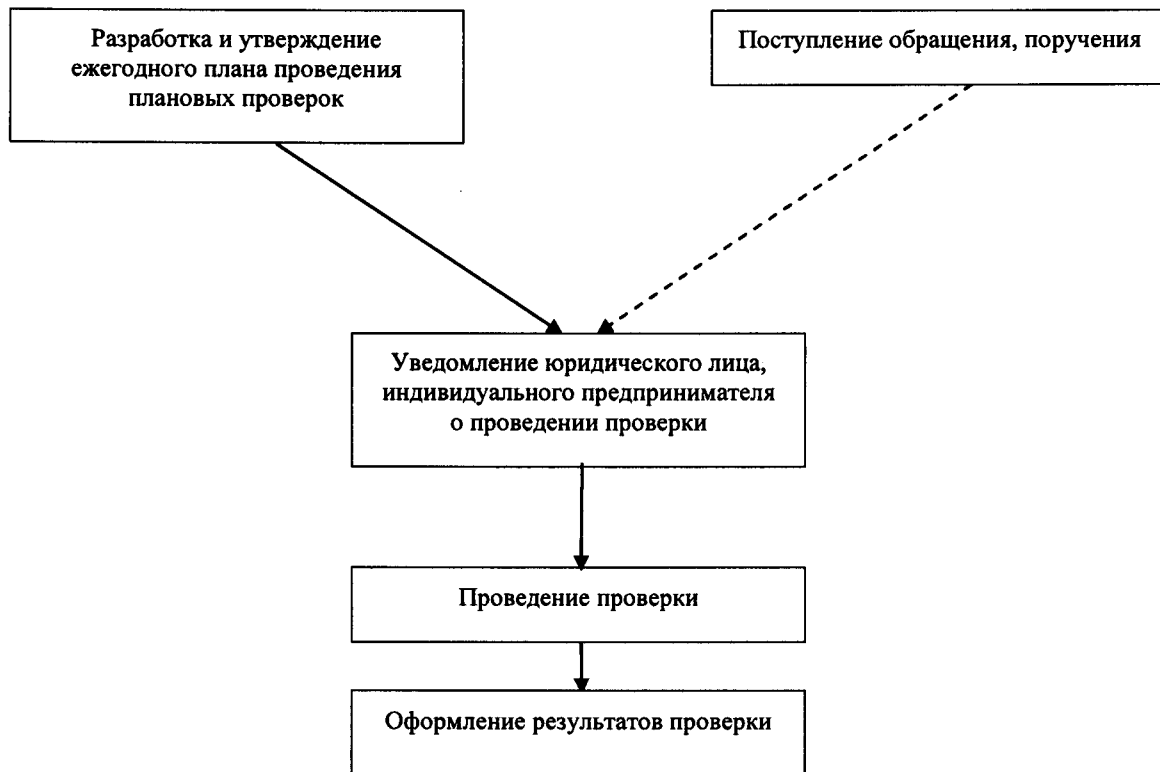 Разработка и утверждение
ежегодного плана проведения
плановых проверок
Поступление обращения, поручения
Уведомление юридического лица,
индивидуального предпринимателя
о проведении проверки
Проведение проверки
Оформление результатов проверки